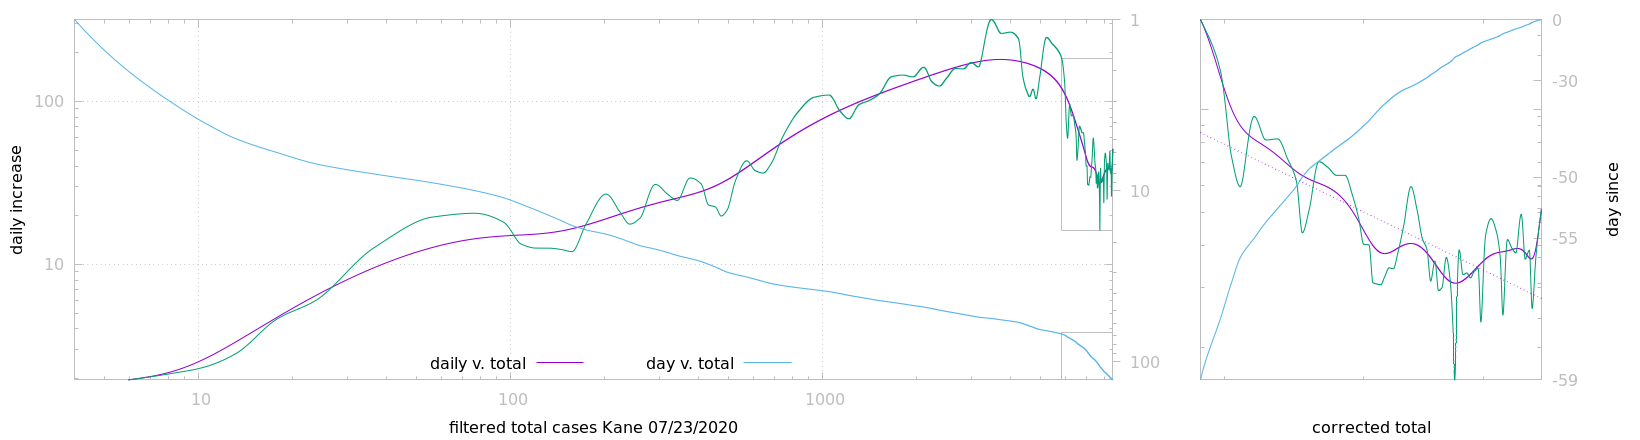 daily increase
100
10
daily v. total
day v. total
10
100
1000
filtered total cases Kane 07/23/2020
1
10
100
0
-30
-50
-55
-59
day since
corrected total